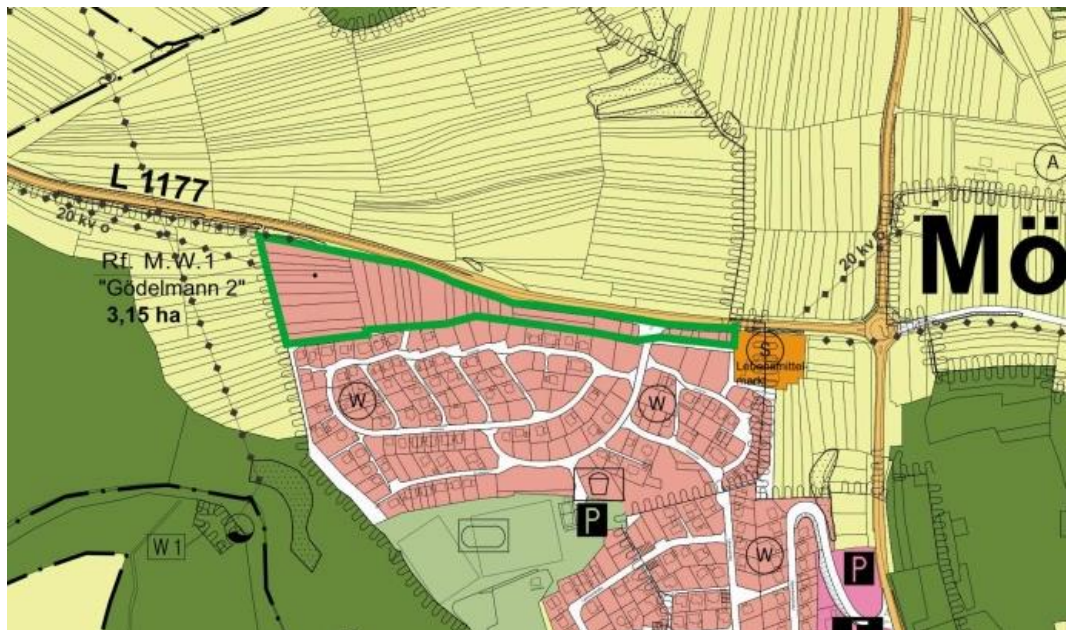 L 1177
20 kv o
Rf. M.W.1
"Gödelmann 2"
3,15 ha
20 kv o
A
Mö
S
Lebensmittel-
markt
W
W
P
W 1
W
P